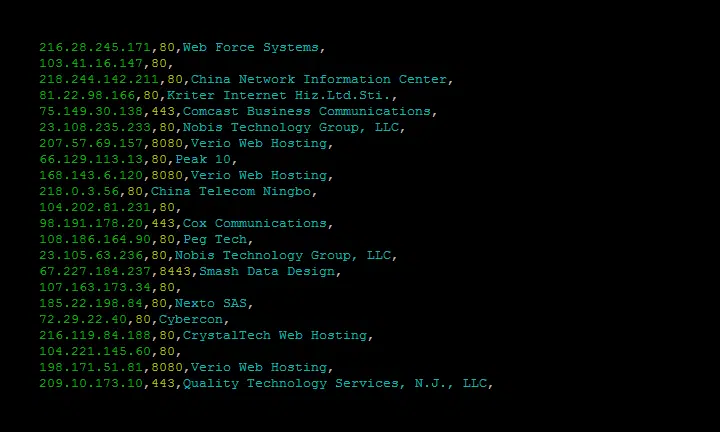 216.28.245.171,80,Web Force Systems,
103.41.16.147,80,
218.244.142.211,80,China Network Information Center,
81.22.98.166,80,Kriter Internet Hiz.Ltd.Sti.,
75.149.30.138,443,Comcast Business Communications,
23.108.235.233,80,Nobis Technology Group, LLC,
207.57.69.157,8080,Verio Web Hosting,
66.129.113.13,80,Peak 10,
168.143.6.120,8080,Verio Web Hosting,
218.0.3.56,80,China Telecom Ningbo,
104.202.81.231,80,
98.191.178.20,443,Cox Communications,
108.186.164.90,80,Peg Tech,
23.105.63.236,80,Nobis Technology Group, LLC,
67.227.184.237,8443,Smash Data Design,
107.163.173.34,80,
185.22.198.84,80,Nexto SAS,
72.29.22.40,80,Cybercon,
216.119.84.188,80,CrystalTech Web Hosting,
104.221.145.60,80,
198.171.51.81,8080,Verio Web Hosting,
209.10.173.10,443,Quality Technology Services, N.J., LLC,